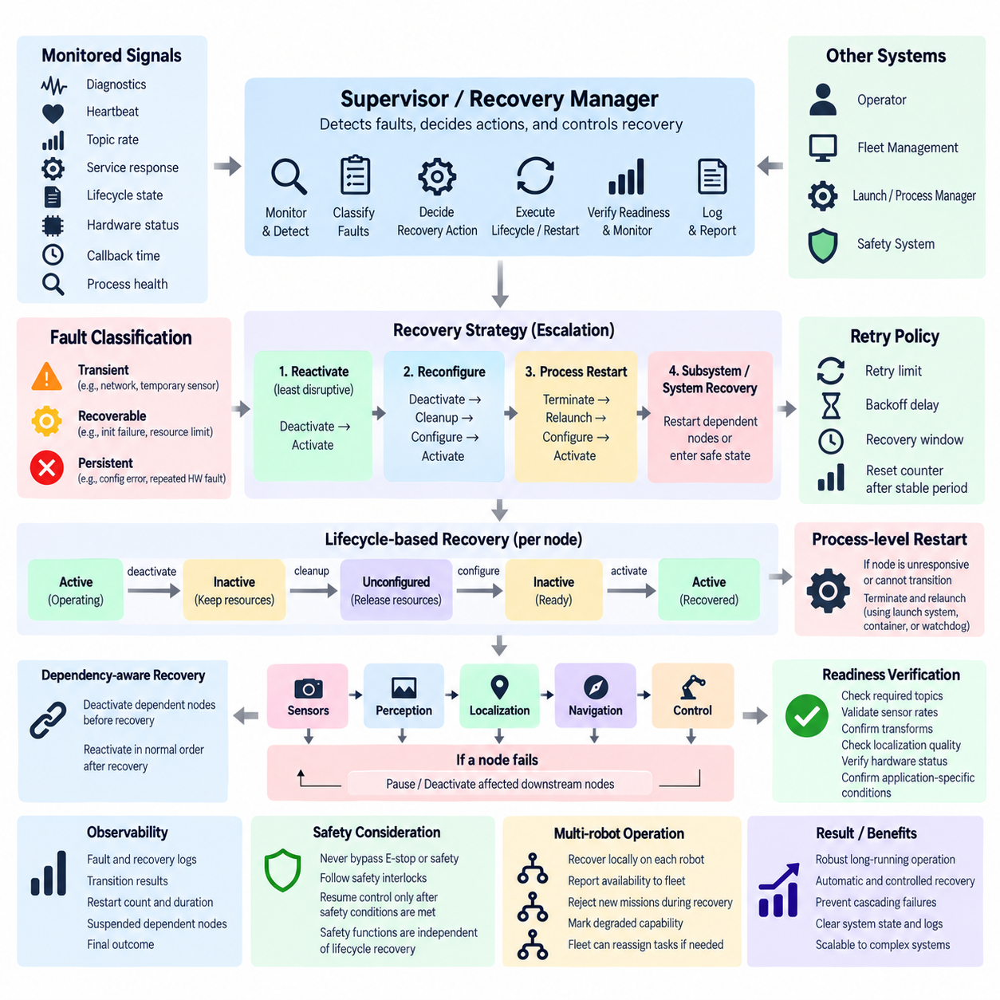 Monitored Signals
Diagnostics
Heartbeat
Topic rate
Service response
Lifecycle state
Hardware status
Callback time
Process health
Supervisor / Recovery Manager
Detects faults, decides actions, and controls recovery
Monitor
& Detect
Classify
Faults
Decide
Recovery Action
Execute
Lifecycle / Restart
Verify Readiness
& Monitor
Log
& Report
Other Systems
Operator
Fleet Management
Launch / Process Manager
Safety System
Fault Classification
Transient
(e.g., network, temporary sensor)
Recoverable
(e.g., init failure, resource limit)
Persistent
(e.g., config error, repeated HW fault)
Recovery Strategy (Escalation)
1. Reactivate
(least disruptive)
Deactivate →
Activate
2. Reconfigure
Deactivate →
Cleanup →
Configure →
Activate
3. Process Restart
Terminate →
Relaunch →
Configure →
Activate
4. Subsystem /
System Recovery
Restart dependent
nodes or
enter safe state
Retry Policy
Retry limit
Backoff delay
Recovery window
Reset counter
after stable period
Lifecycle-based Recovery (per node)
Active
(Operating)
deactivate
Inactive
(Keep resources)
cleanup
Unconfigured
(Release resources)
configure
Inactive
(Ready)
activate
Active
(Recovered)
Process-level Restart
If node is unresponsive
or cannot transition
Terminate and relaunch
(using launch system,
container, or watchdog)
Dependency-aware Recovery
Deactivate dependent nodes
before recovery
Reactivate in normal order
after recovery
Sensors
Perception
Localization
Navigation
Control
If a node fails
Pause / Deactivate affected downstream nodes
Readiness Verification
Check required topics
Validate sensor rates
Confirm transforms
Check localization quality
Verify hardware status
Confirm application-specific
conditions
Observability
Fault and recovery logs
Transition results
Restart count and duration
Suspended dependent nodes
Final outcome
Safety Consideration
Never bypass E-stop or safety
Follow safety interlocks
Resume control only after
safety conditions are met
Safety functions are independent
of lifecycle recovery
Multi-robot Operation
Recover locally on each robot
Report availability to fleet
Reject new missions during recovery
Mark degraded capability
Fleet can reassign tasks if needed
Result / Benefits
Robust long-running operation
Automatic and controlled recovery
Prevent cascading failures
Clear system state and logs
Scalable to complex systems